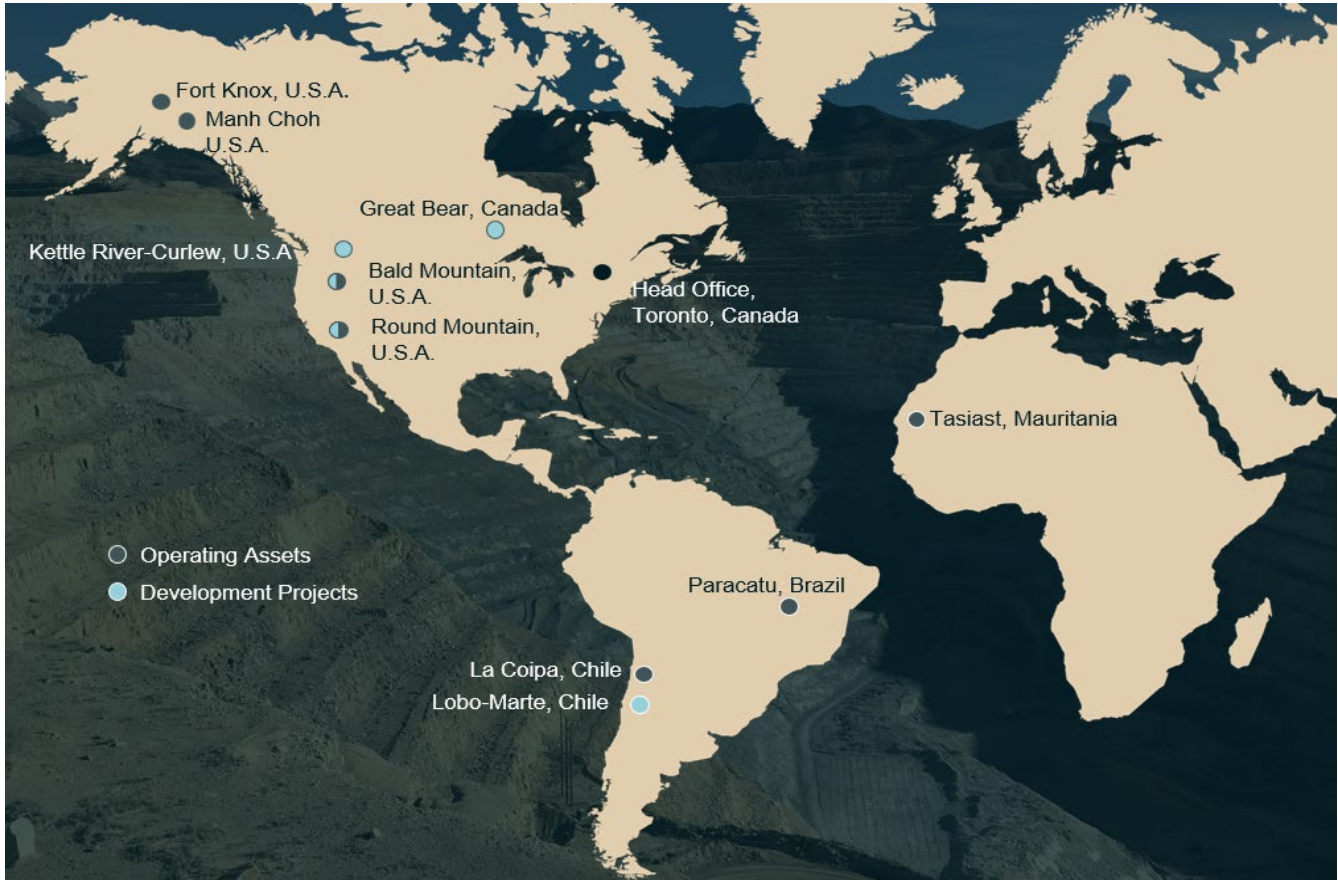 Fort Knox, U.S.A.
Manh Choh
U.S.A.
Great Bear, Canada
Kettle River-Curlew, U.S.A
Bald Mountain,
U.S.A.
Head Office,
Toronto, Canada
Round Mountain,
U.S.A.
Tasiast, Mauritania
Operating Assets
Development Projects
Paracatu, Brazil
La Coipa, Chile
Lobo-Marte, Chile